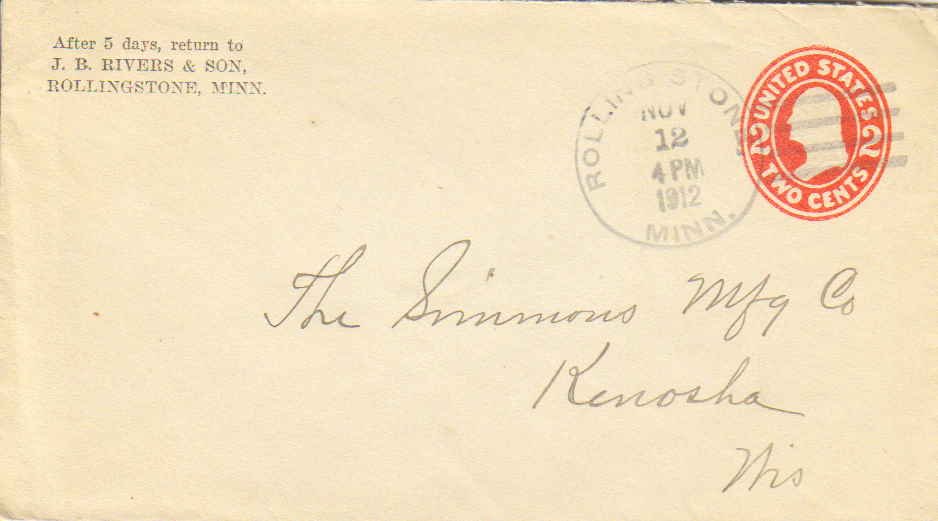 After 5 days, return to
J. B. RIVERS & SON,
ROLLINGSTONE, MINN.
ROLLINGSTONE
NOV
12
4 PM
1912
MINN.
UNITED STATES
2 2
TWO CENTS
The Simmons Mfg Co
Kenosha
Wis